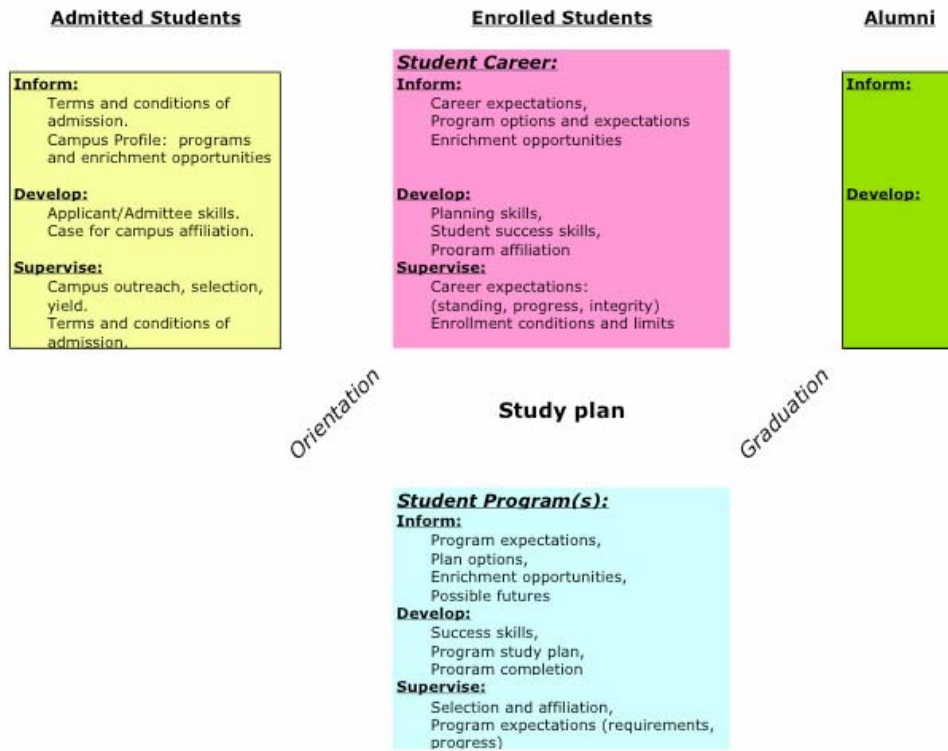 Admitted Students
Enrolled Students
Alumni
Inform:
Terms and conditions of
admission.
Campus Profile: programs
and enrichment opportunities
Develop:
Applicant/Admittee skills.
Case for campus affiliation.
Supervise:
Campus outreach, selection,
yield.
Terms and conditions of
admission.
Student Career:
Inform:
Career expectations,
Program options and expectations
Enrichment opportunities
Develop:
Planning skills,
Student success skills,
Program affiliation
Supervise:
Career expectations:
(standing, progress, integrity)
Enrollment conditions and limits
Inform:
Develop:
Orientation
Study plan
Graduation
Student Program(s):
Inform:
Program expectations,
Plan options,
Enrichment opportunities,
Possible futures
Develop:
Success skills,
Program study plan,
Program completion
Supervise:
Selection and affiliation,
Program expectations (requirements,
progress)